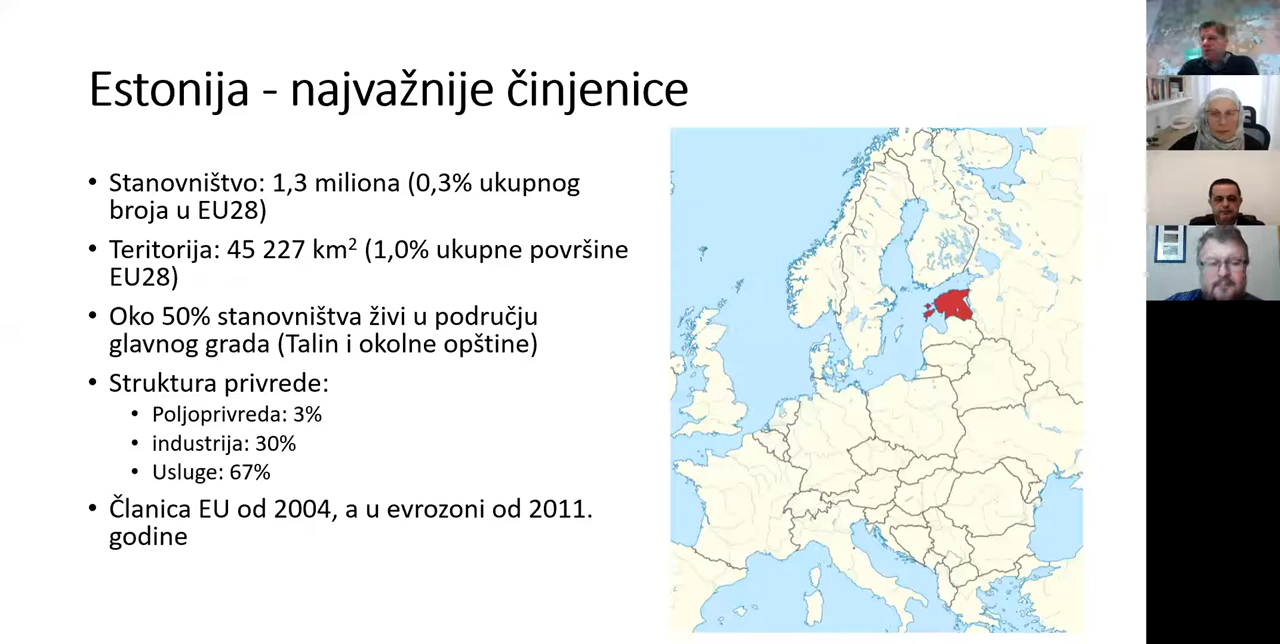 Estonija - najvažnije činjenice
• Stanovništvo: 1,3 miliona (0,3% ukupnog
broja u EU28)
• Teritorija: 45 227 km² (1,0% ukupne površine
EU28)
• Oko 50% stanovništva živi u području
glavnog grada (Talin i okolne opštine)
• Struktura privrede:
• Poljoprivreda: 3%
• industrija: 30%
• Usluge: 67%
• Članica EU od 2004, a u evrozoni od 2011.
godine